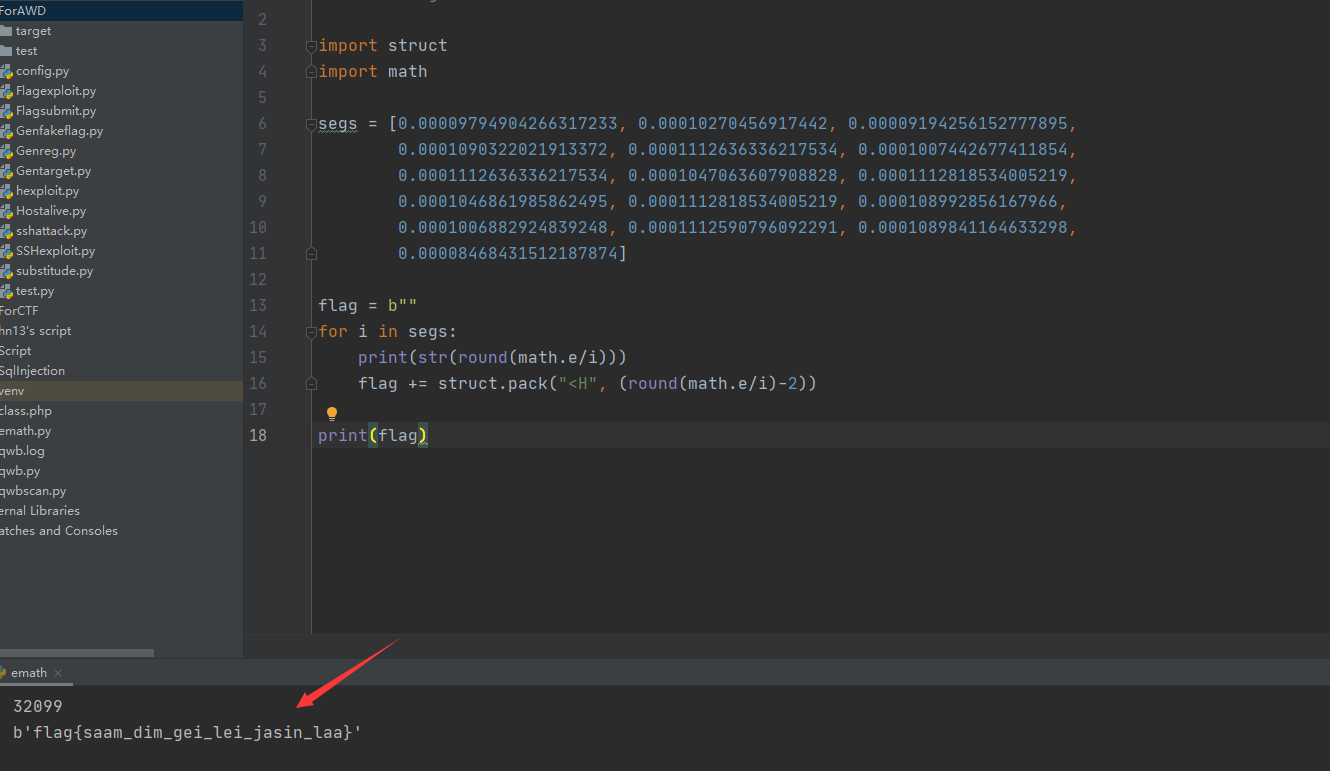 ForAWD
target
test
config.py
Flagexploit.py
Flagsubmit.py
Genfakeflag.py
Genreg.py
Gentarget.py
hexploit.py
Hostalive.py
sshattack.py
SSHexploit.py
substitude.py
test.py
ForCTF
hn13's script
Script
SqlInjection
venv
class.php
emath.py
qwb.log
qwb.py
qwbscan.py
ernal Libraries
atches and Consoles
2
3 import struct
4 import math
5
6 segs = [0.00009794904266317233, 0.00010270456917442, 0.00009194256152777895,
7 0.0001090322021913372, 0.0001112636336217534, 0.0001007442677411854,
8 0.0001112636336217534, 0.0001047063607908828, 0.0001112818534005219,
9 0.0001046861985862495, 0.0001112818534005219, 0.000108992856167966,
10 0.0001006882924839248, 0.0001112590796092291, 0.0001089841164633298,
11 0.00008468431512187874]
12
13 flag = b""
14 for i in segs:
15 print(str(round(math.e/i)))
16 flag += struct.pack("<H", (round(math.e/i)-2))
17
18 print(flag)
emath ×
32099
b'flag{saam_dim_gei_lei_jasin_laa}'